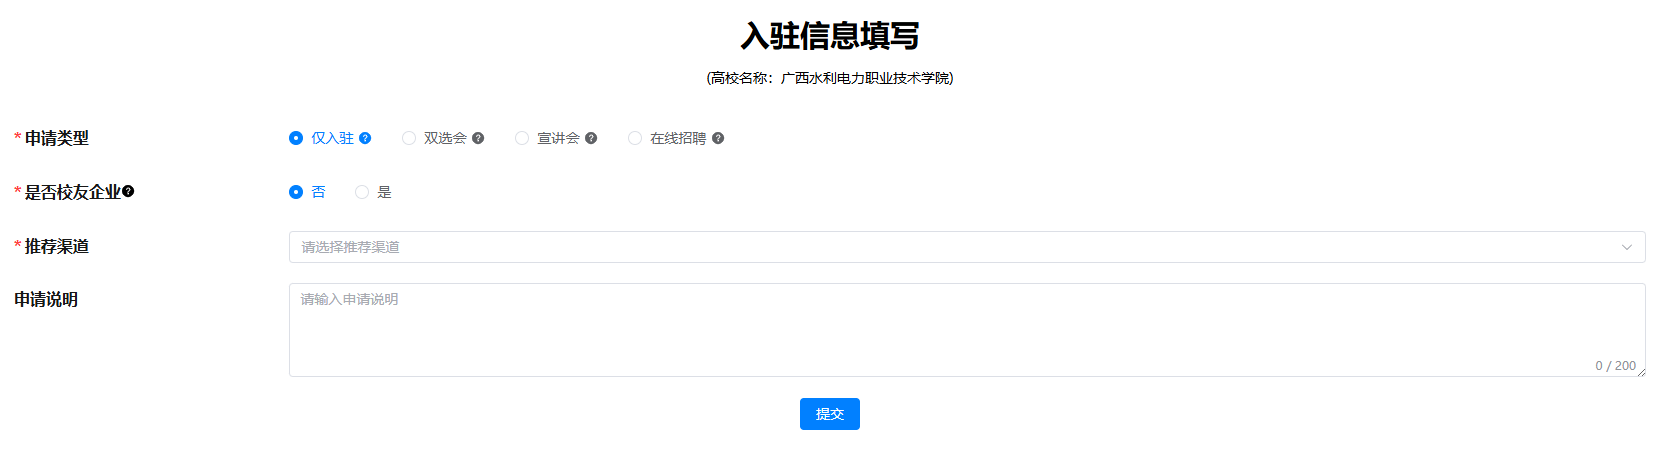 入驻信息填写
(高校名称：广西水利电力职业技术学院)
* 申请类型 仅入驻 ? 双选会 ? 宣讲会 ? 在线招聘 ?
* 是否校友企业? 否 是
* 推荐渠道 请选择推荐渠道
申请说明 请输入申请说明
0 / 200
提交